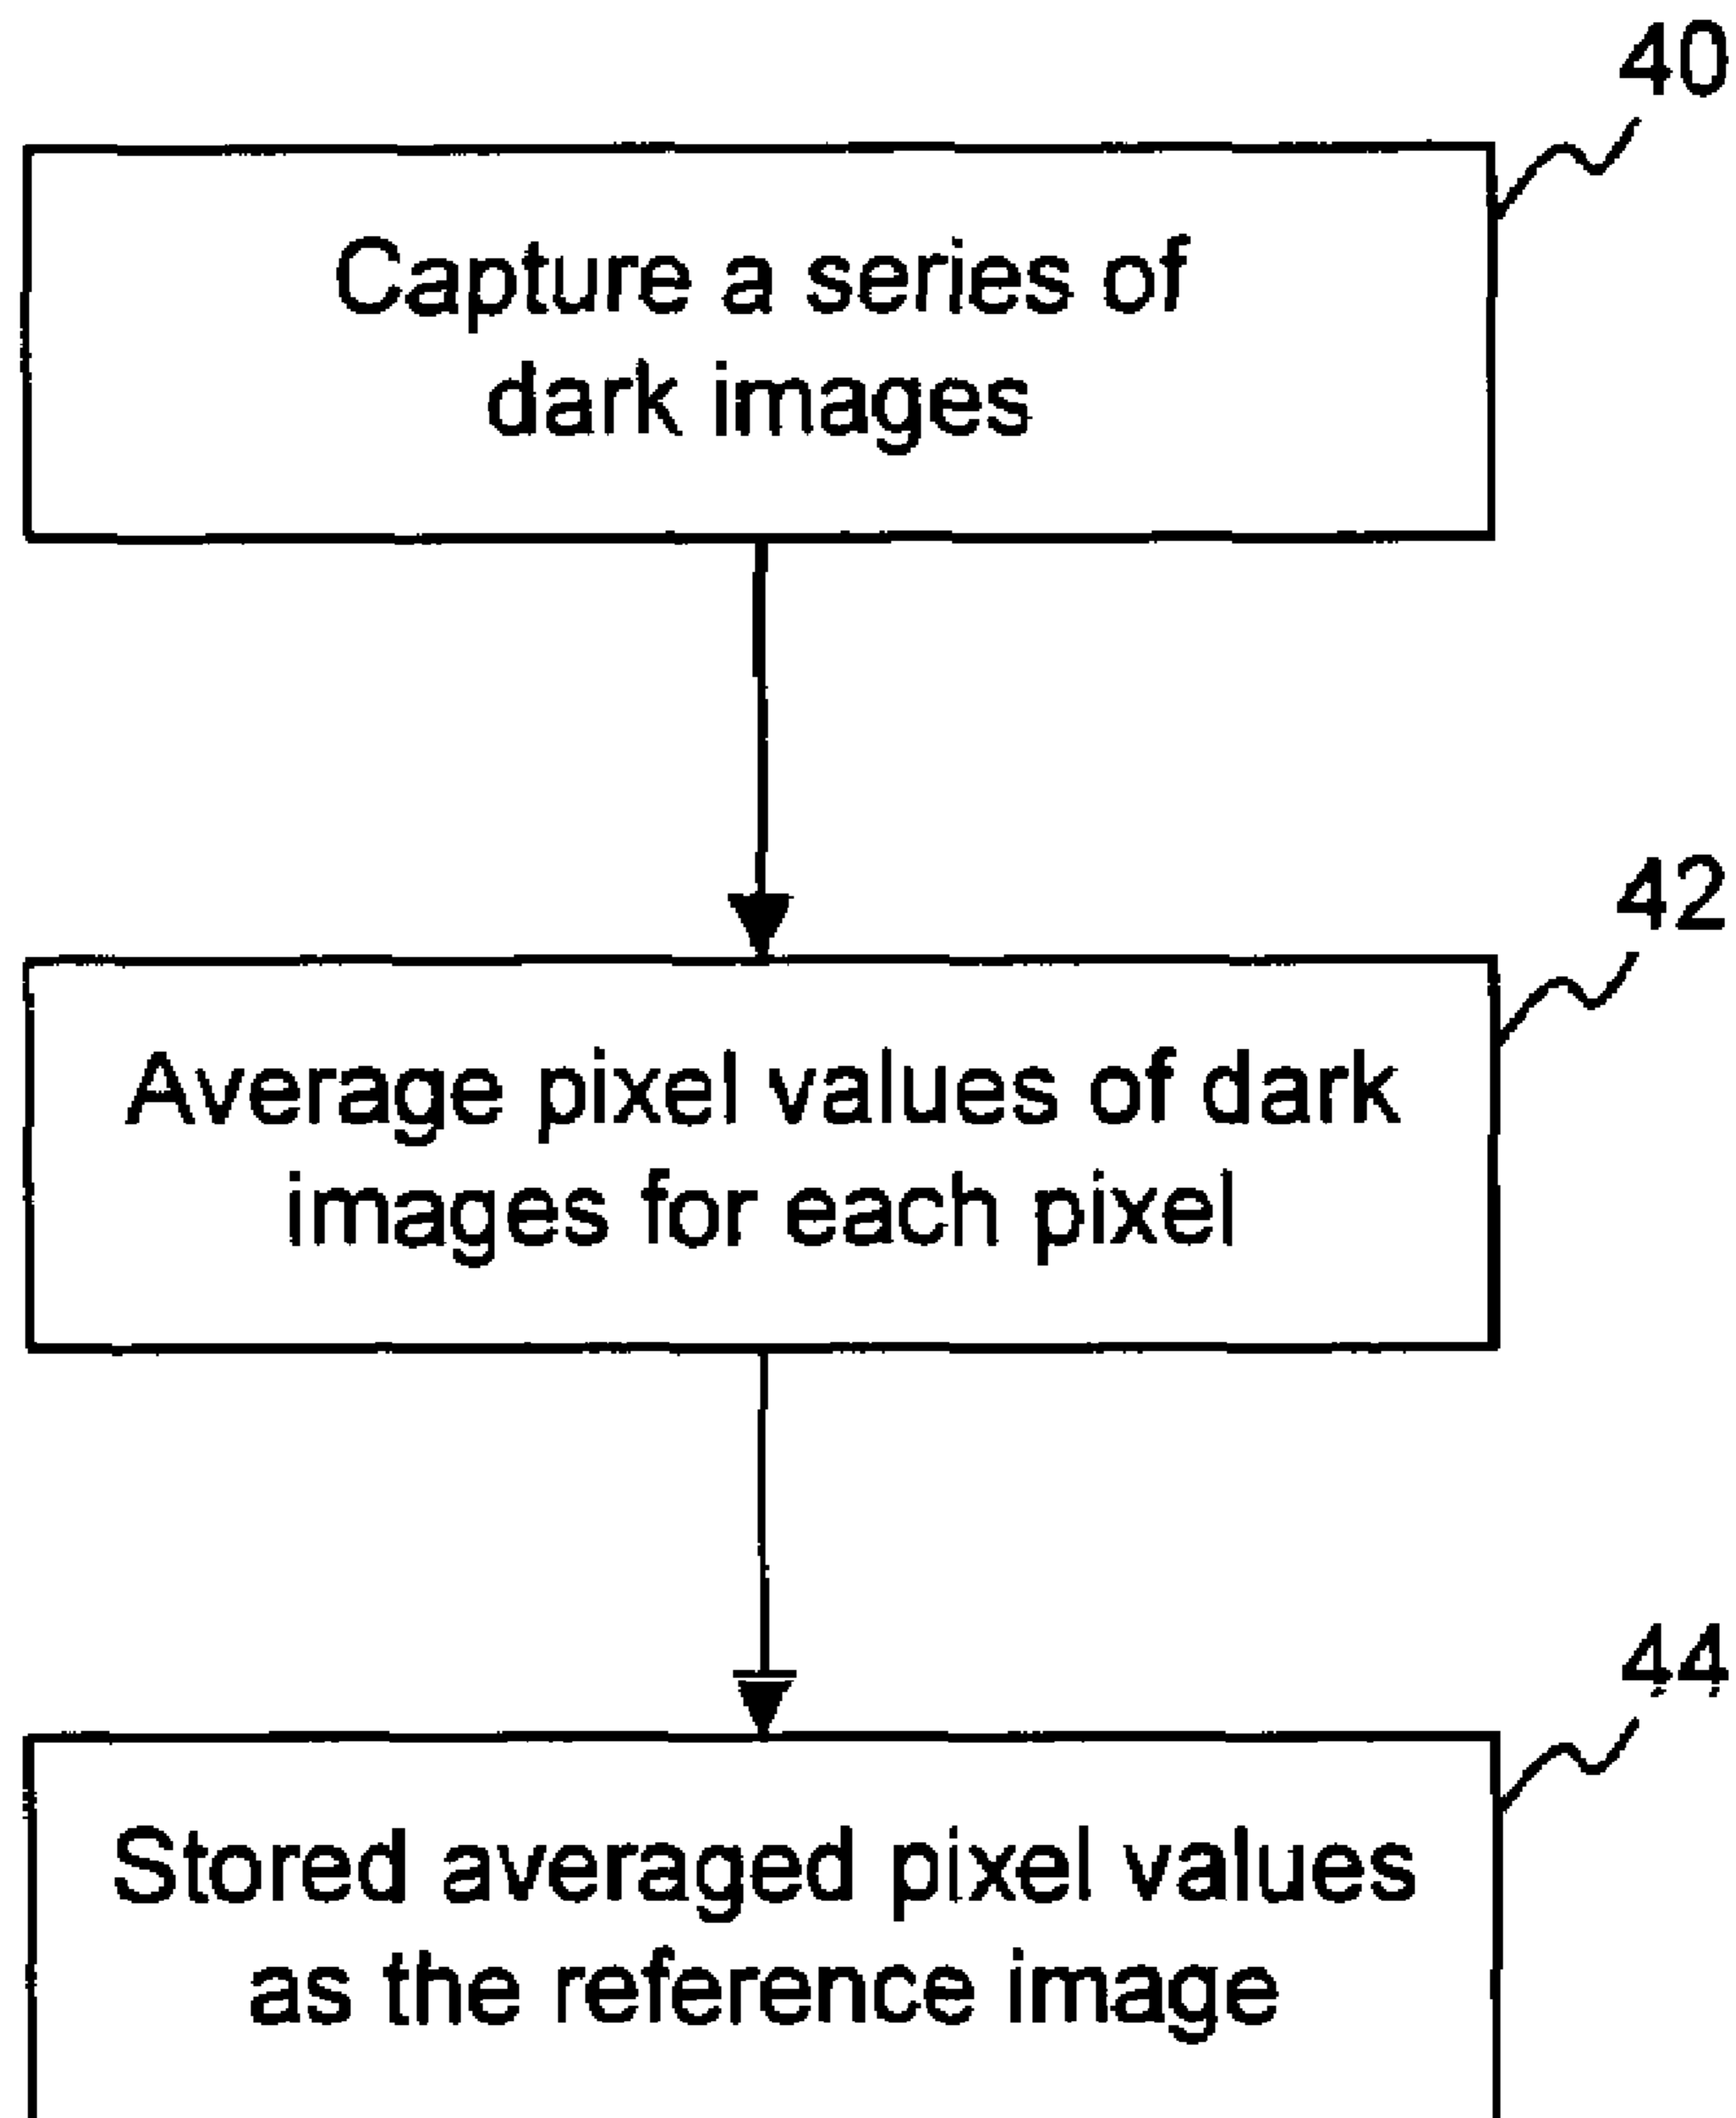 40
Capture a series of
dark images
42
Average pixel values of dark
images for each pixel
44
Stored averaged pixel values
as the reference image